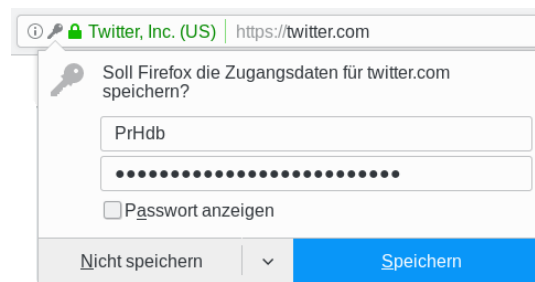 Twitter, Inc. (US) https://twitter.com
Soll Firefox die Zugangsdaten für twitter.com
speichern?
PrHdb
●●●●●●●●●●●●●●●●●●●●●●●●●●
Passwort anzeigen
Nicht speichern Speichern